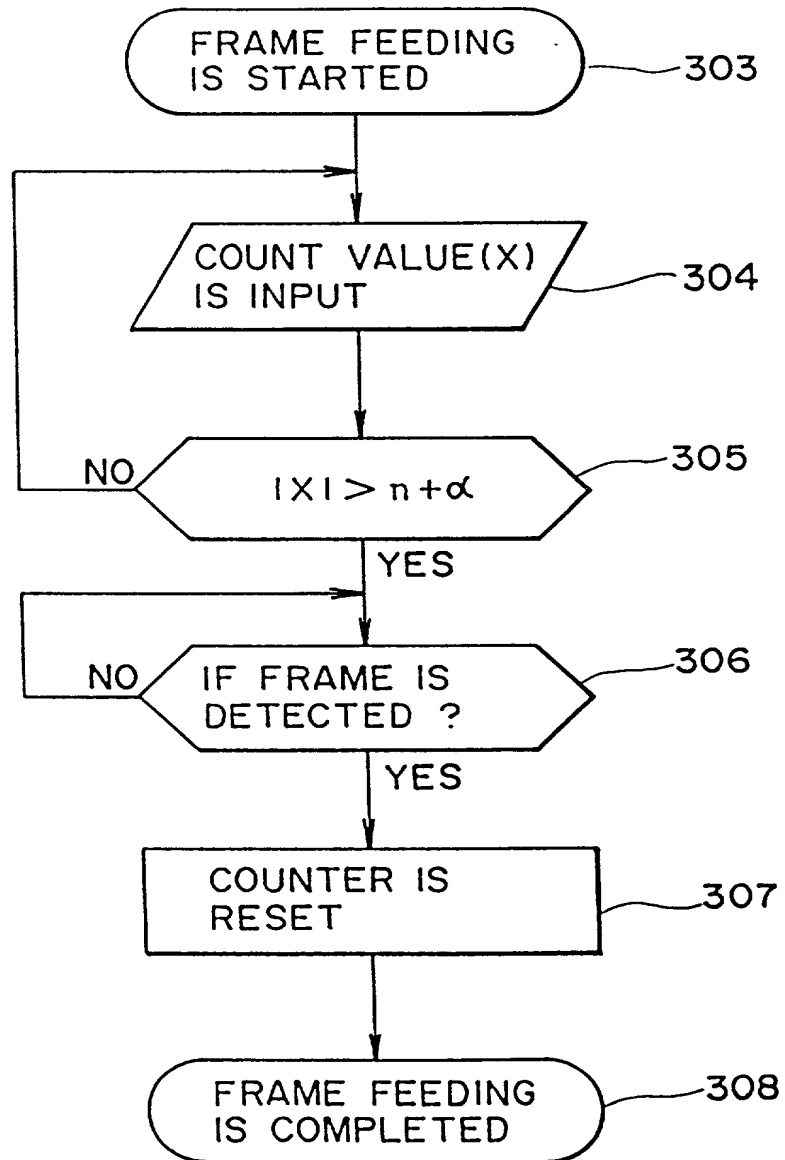 FRAME FEEDING
IS STARTED
303
COUNT VALUE(X)
IS INPUT
304
NO
|X| > n+α
305
YES
NO
IF FRAME IS
DETECTED ?
306
YES
COUNTER IS
RESET
307
FRAME FEEDING
IS COMPLETED
308